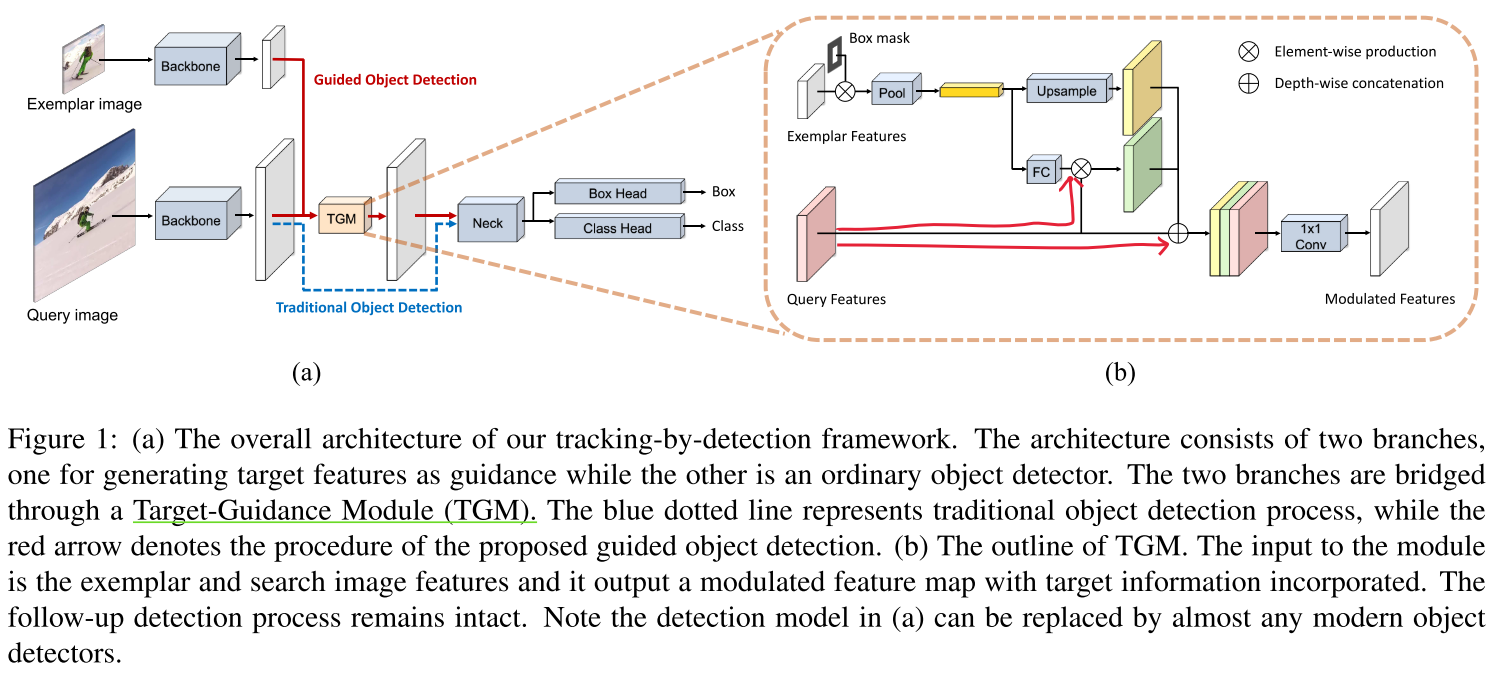 Exemplar image
Backbone
Guided Object Detection
Query image
Backbone
TGM
Neck
Box Head
Class Head
Box
Class
Traditional Object Detection
(a)
Box mask
Exemplar Features
Pool
Upsample
FC
Element-wise production
Depth-wise concatenation
Query Features
1x1
Conv
Modulated Features
(b)
Figure 1: (a) The overall architecture of our tracking-by-detection framework. The architecture consists of two branches,
one for generating target features as guidance while the other is an ordinary object detector. The two branches are bridged
through a Target-Guidance Module (TGM). The blue dotted line represents traditional object detection process, while the
red arrow denotes the procedure of the proposed guided object detection. (b) The outline of TGM. The input to the module
is the exemplar and search image features and it output a modulated feature map with target information incorporated. The
follow-up detection process remains intact. Note the detection model in (a) can be replaced by almost any modern object
detectors.